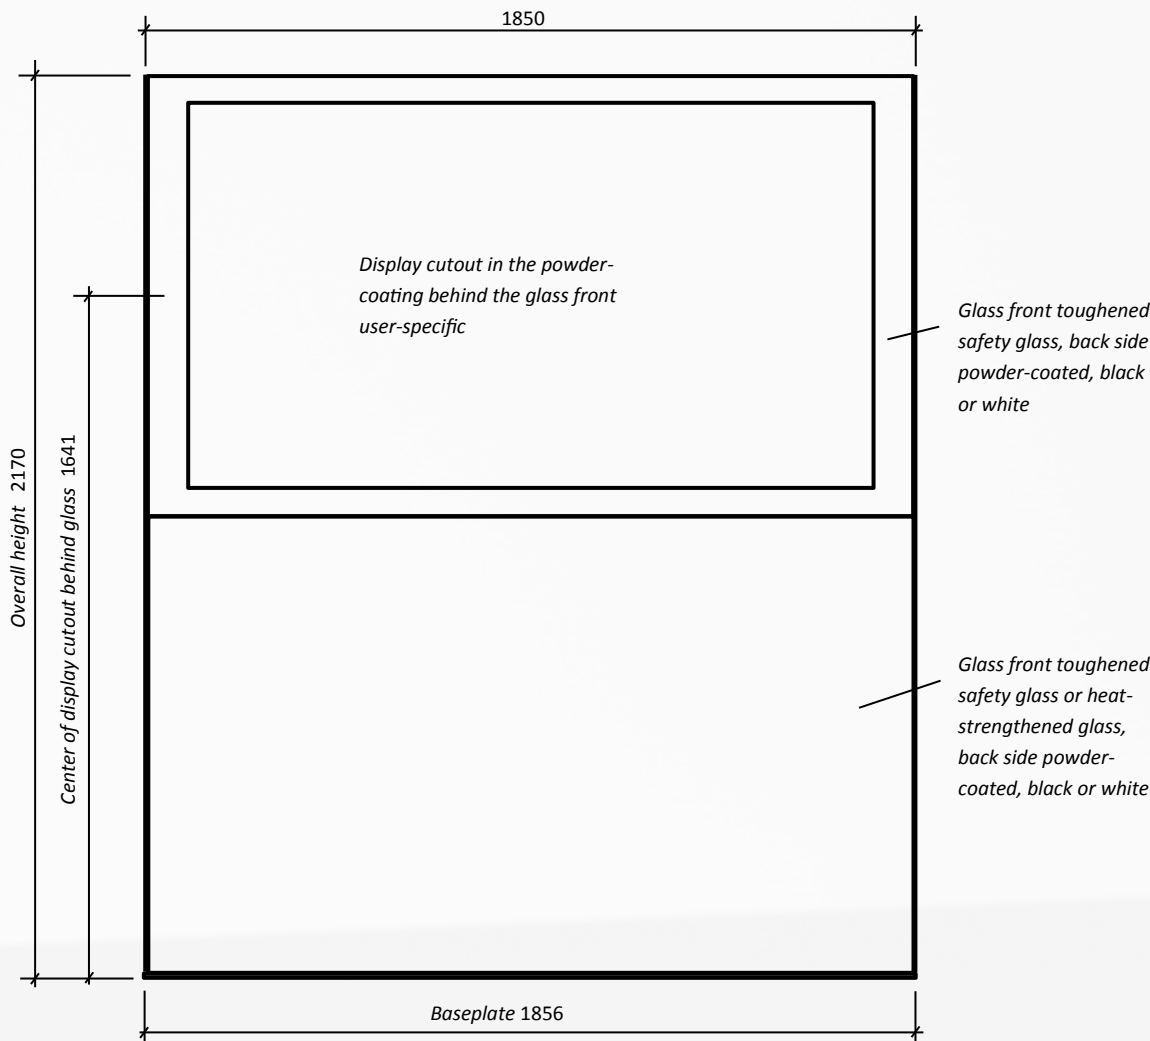 1850
Display cutout in the powder-
coating behind the glass front
user-specific
Glass front toughened
safety glass, back side
powder-coated, black
or white
Overall height 2170
Center of display cutout behind glass 1641
Glass front toughened
safety glass or heat-
strengthened glass,
back side powder-
coated, black or white
Baseplate 1856